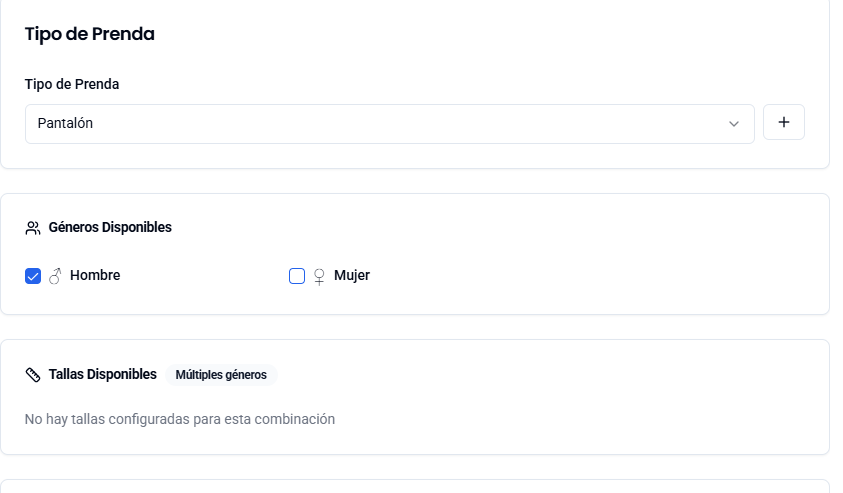 Tipo de Prenda
Tipo de Prenda
Pantalón
Géneros Disponibles
Hombre
Mujer
Tallas Disponibles
Múltiples géneros
No hay tallas configuradas para esta combinación